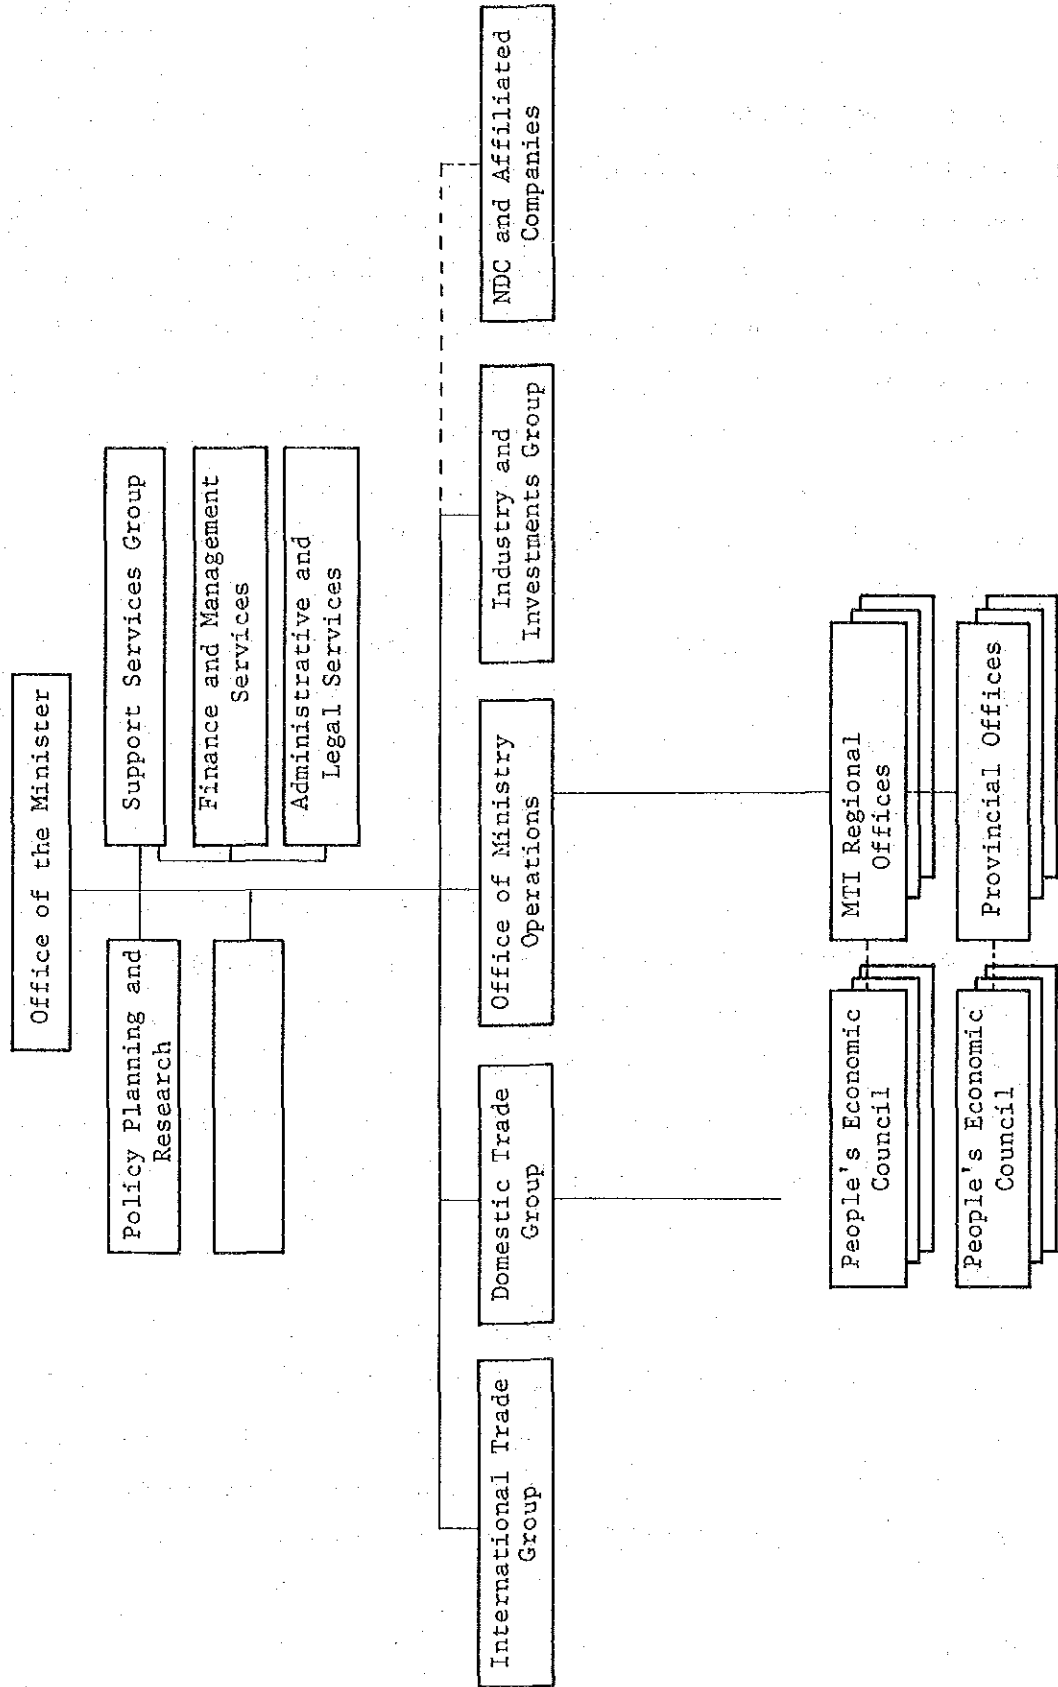 Office of the Minister
Policy Planning and
Research
Support Services Group
Finance and Management
Services
Administrative and
Legal Services
International Trade
Group
Domestic Trade
Group
Office of Ministry
Operations
Industry and
Investments Group
NDC and Affiliated
Companies
People's Economic
Council
MTI Regional
Offices
People's Economic
Council
Provincial Offices